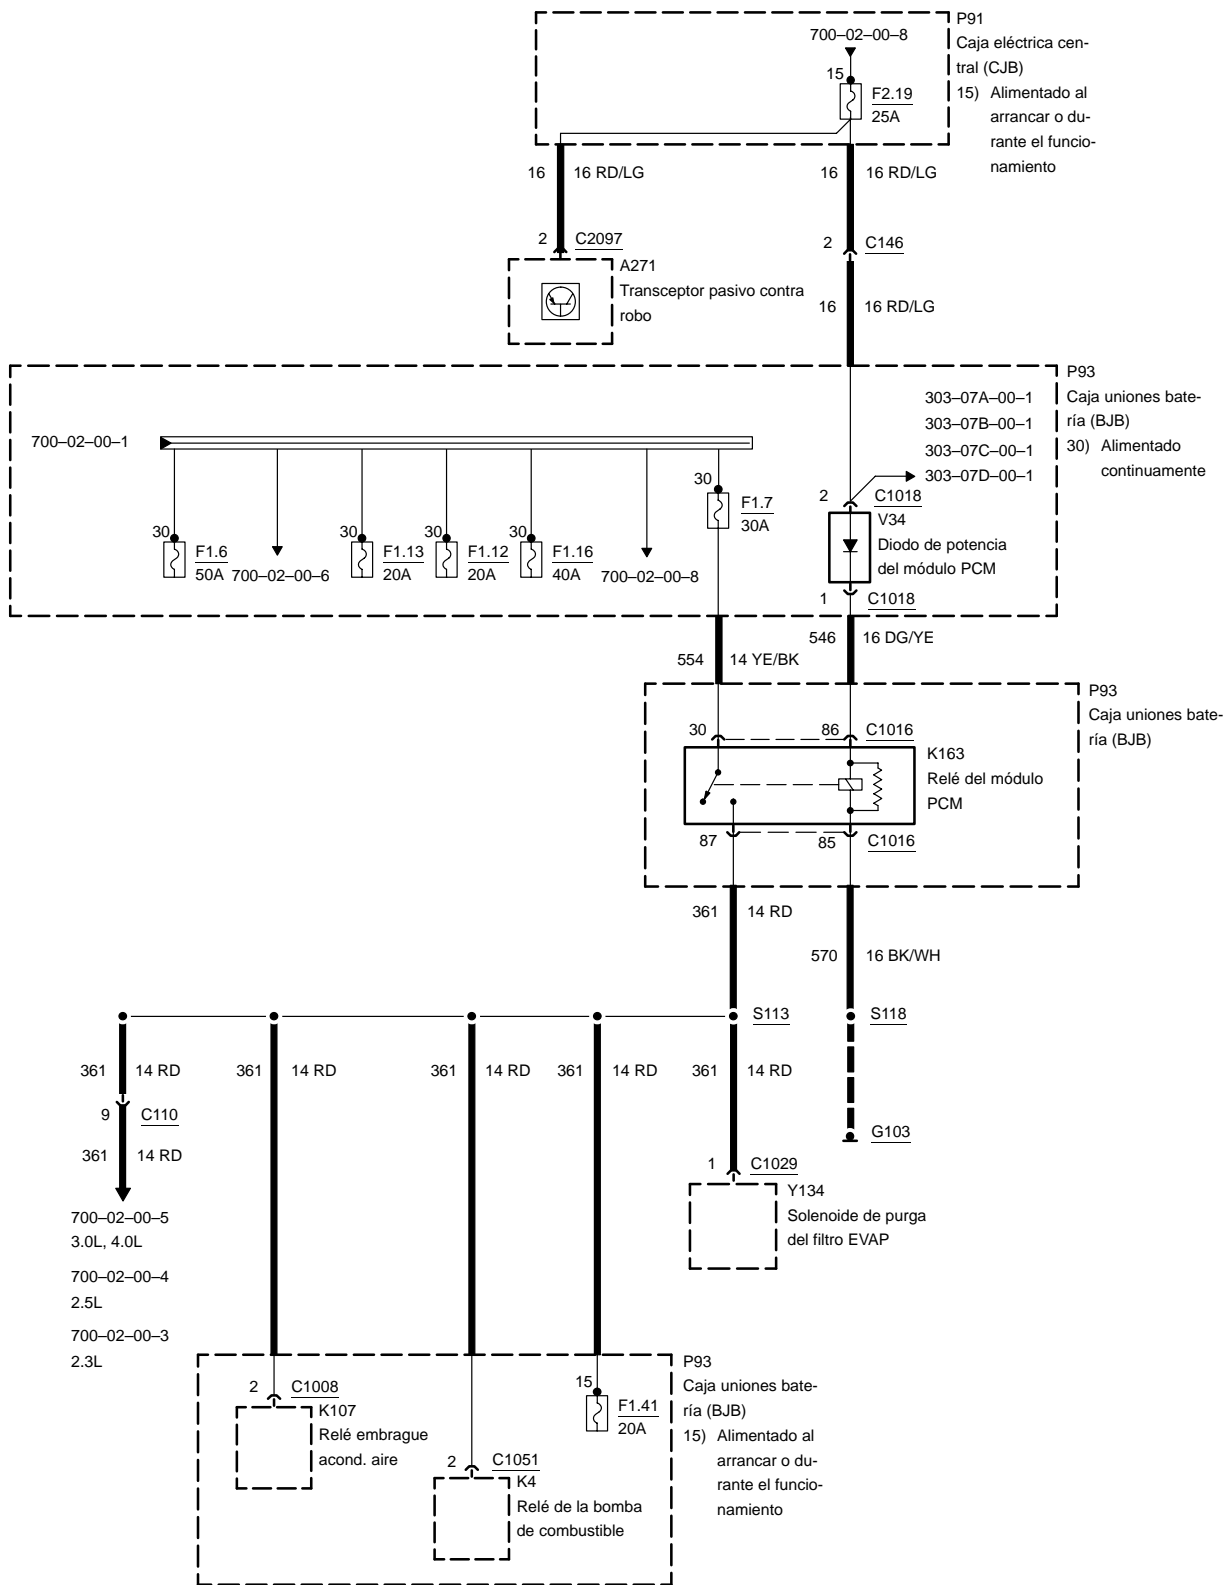 P91
700–02–00–8
Caja eléctrica cen-
tral (CJB)
15
15) Alimentado al
F2.19
arrancar o du-
25A
rante el funcio-
namiento
16 16 RD/LG
16 16 RD/LG
2 C2097
2 C146
A271
Transceptor pasivo contra
robo
16 16 RD/LG
P93
303–07A–00–1
Caja uniones bate-
303–07B–00–1
ría (BJB)
700–02–00–1
303–07C–00–1
30) Alimentado
continuamente
303–07D–00–1
30
2 C1018
F1.7
30A
V34
30
30
30
30
Diodo de potencia
del módulo PCM
F1.6
50A
700–02–00–6
F1.13
20A
F1.12
20A
F1.16
40A
700–02–00–8
1 C1018
546 16 DG/YE
554 14 YE/BK
P93
Caja uniones bate-
ría (BJB)
30
86 C1016
K163
Relé del módulo
PCM
87
85 C1016
361 14 RD
570 16 BK/WH
S113
S118
361 14 RD
361 14 RD
361 14 RD
361 14 RD
361 14 RD
9 C110
G103
361 14 RD
1 C1029
Y134
Solenoide de purga
del filtro EVAP
700–02–00–5
3.0L, 4.0L
700–02–00–4
2.5L
700–02–00–3
2.3L
P93
Caja uniones bate-
ría (BJB)
15) Alimentado al
arrancar o du-
rante el funcio-
namiento
2 C1008
K107
Relé embrague
acond. aire
15
F1.41
20A
2 C1051
K4
Relé de la bomba
de combustible